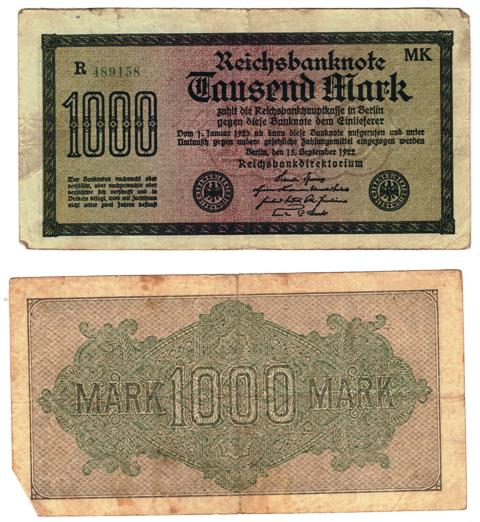 Reichsbanknote
MK
R 489158
Tausend Mark
1000
zahlt die Reichsbankhauptkasse in Berlin
gegen diese Banknote dem Einlieferer
Vom 1. Januar 1923 ab kann diese Banknote aufgerufen und unter
Umtausch gegen andere gesetzliche Zahlungsmittel eingezogen werden
Berlin, den 15. September 1922
Reichsbankdirektorium
Wer Banknoten nachmacht oder
verfälscht, oder nachgemachte oder
verfälschte sich verschafft und in
Verkehr bringt, wird mit Zuchthaus
nicht unter zwei Jahren bestraft
MARK 1000 MARK